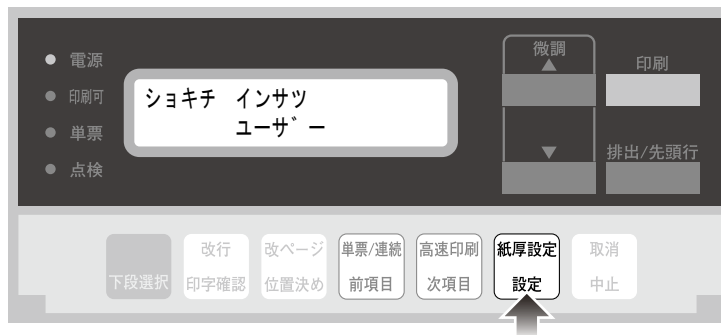 電源
印刷可
単票
点検
ショキチ インサツ
ユーザー
微調
印刷
排出/先頭行
下段選択
改行
印字確認
改ページ
位置決め
単票/連続
前項目
高速印刷
次項目
紙厚設定
設定
取消
中止